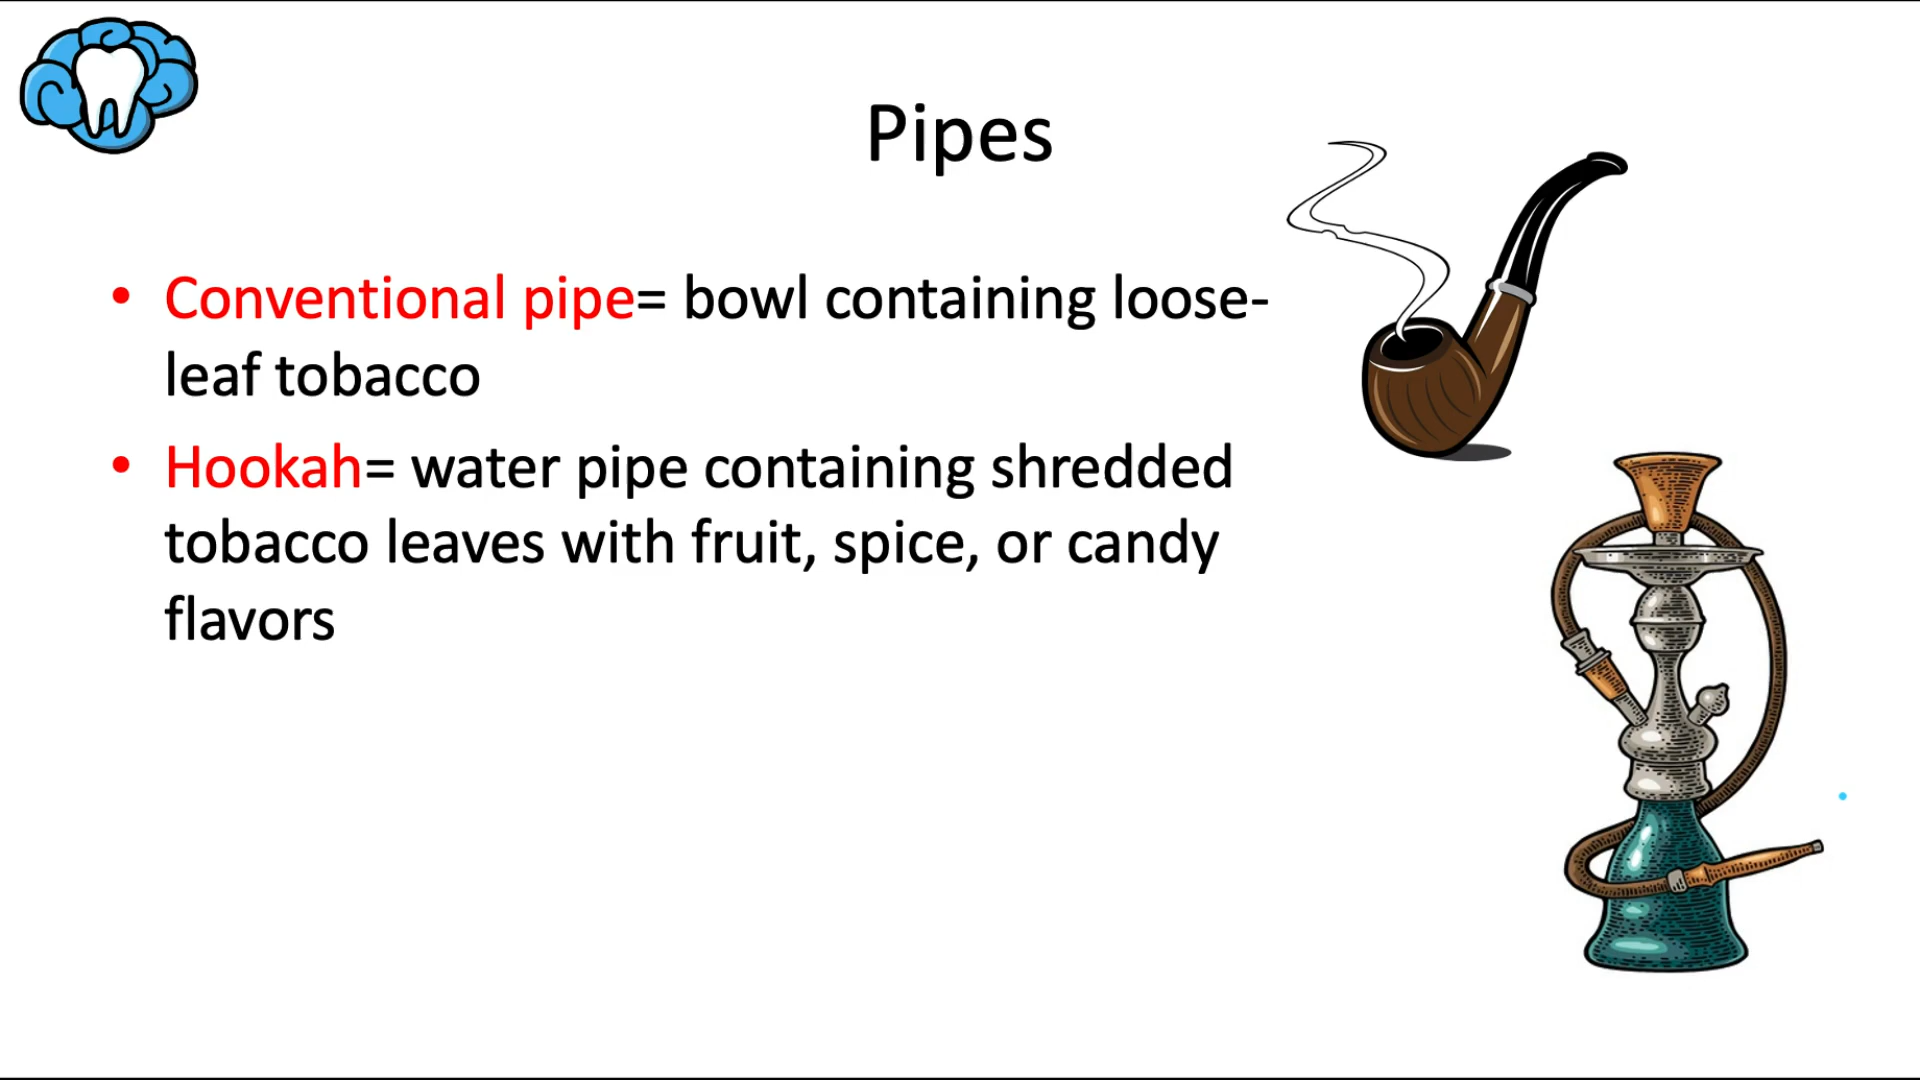 Pipes
• Conventional pipe= bowl containing loose-
leaf tobacco
• Hookah= water pipe containing shredded
tobacco leaves with fruit, spice, or candy
flavors